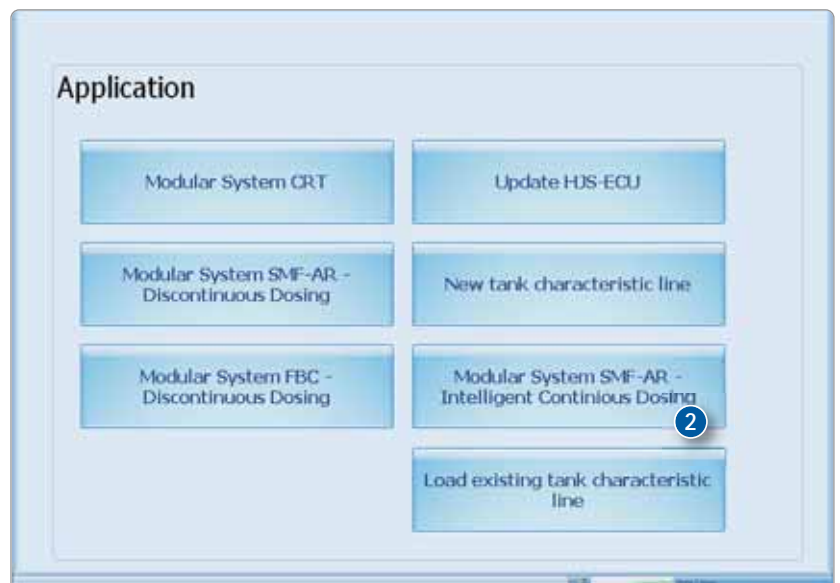 Application
Modular System CRT
Update HJS-ECU
Modular System SMF-AR -
Discontinuous Dosing
New tank characteristic line
Modular System FBC -
Discontinuous Dosing
Modular System SMF-AR -
Intelligent Continious Dosing
2
Load existing tank characteristic
line